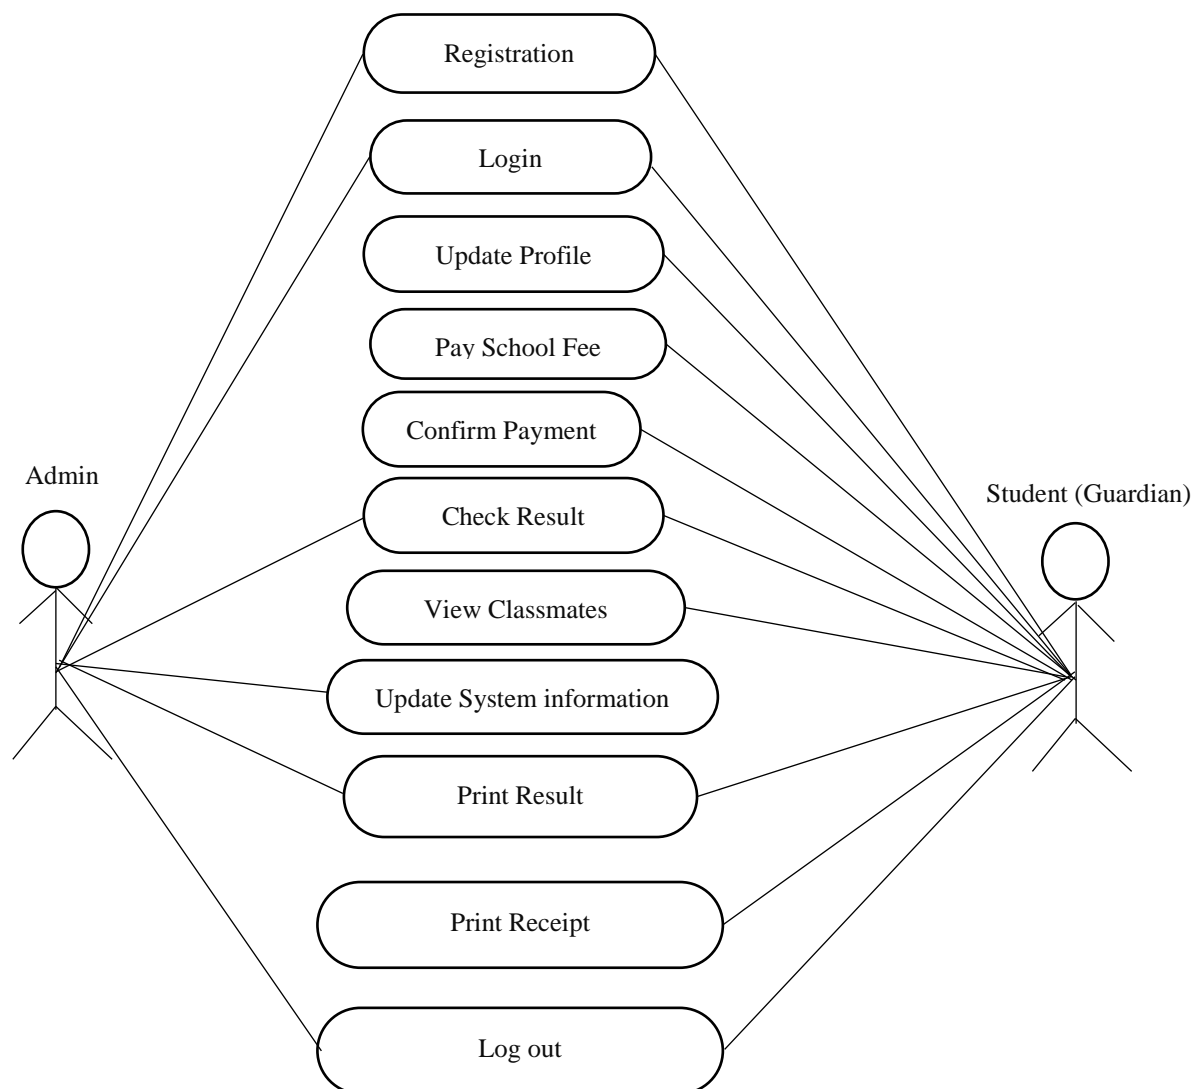 Registration
Login
Update Profile
Pay School Fee
Confirm Payment
Admin
Student (Guardian)
Check Result
View Classmates
Update System information
Print Result
Print Receipt
Log out